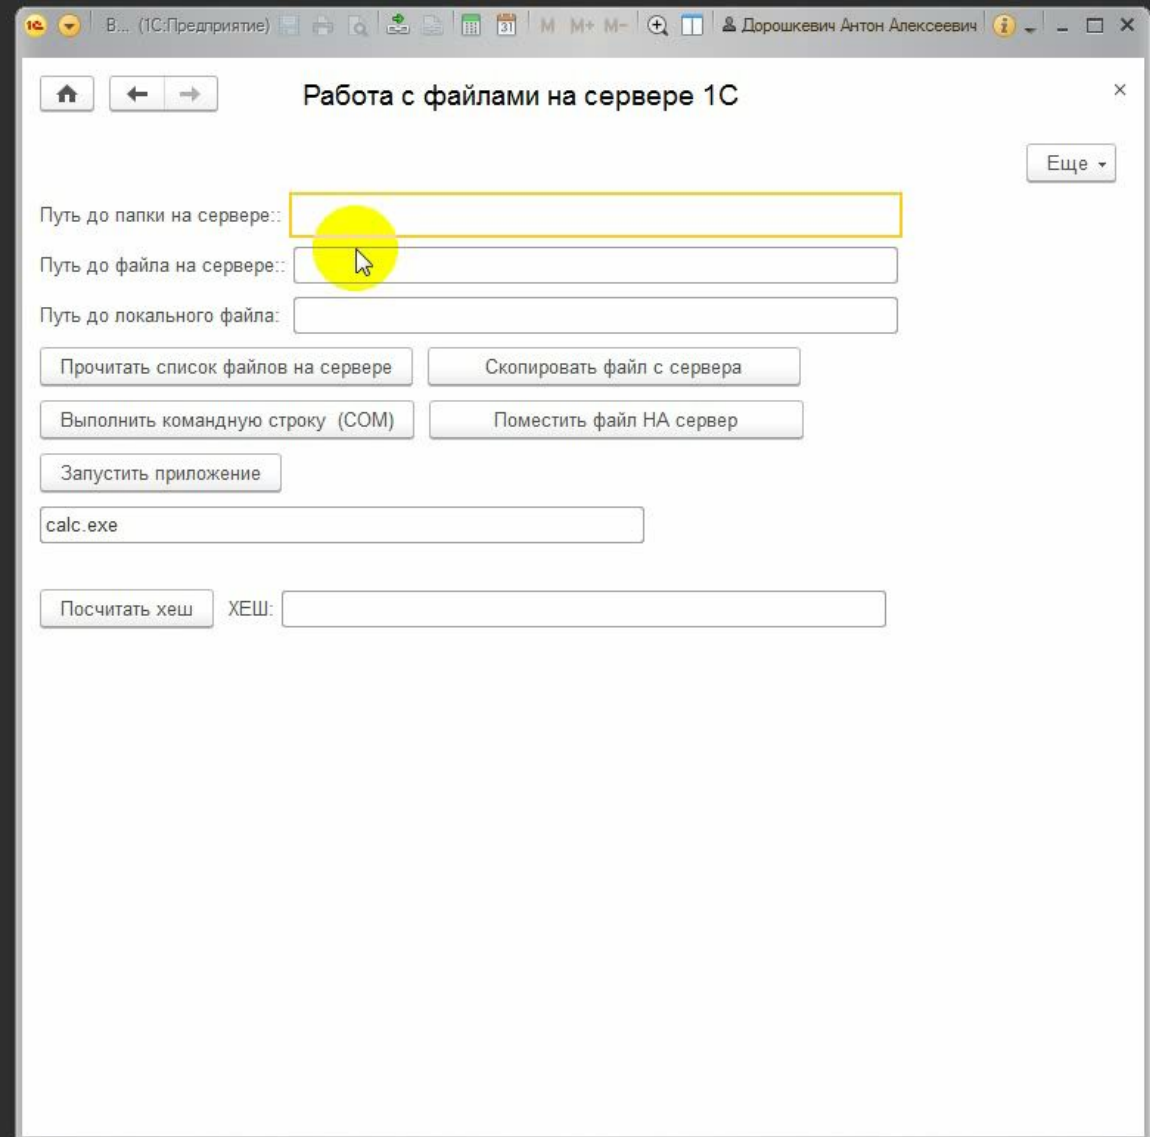 В... (1С:Предприятие) 31 M M+ M- Дорошкевич Антон Алексеевич
Работа с файлами на сервере 1С
Еще
Путь до папки на сервере::
Путь до файла на сервере::
Путь до локального файла:
Прочитать список файлов на сервере Скопировать файл с сервера
Выполнить командную строку (COM) Поместить файл НА сервер
Запустить приложение
calc.exe
Посчитать хеш ХЕШ: